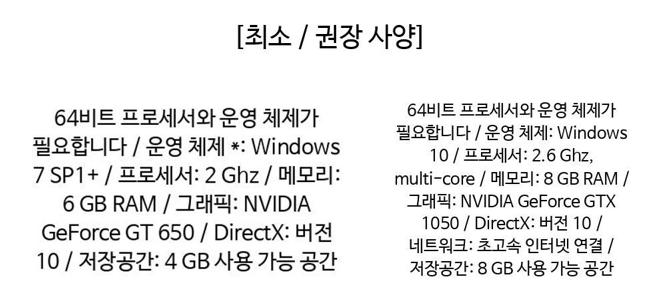 [최소 / 권장 사양]
64비트 프로세서와 운영 체제가
필요합니다 / 운영 체제 *: Windows
7 SP1+ / 프로세서: 2 Ghz / 메모리:
6 GB RAM / 그래픽: NVIDIA
GeForce GT 650 / DirectX: 버전
10 / 저장공간: 4 GB 사용 가능 공간
64비트 프로세서와 운영 체제가
필요합니다 / 운영 체제: Windows
10 / 프로세서: 2.6 Ghz,
multi-core / 메모리: 8 GB RAM /
그래픽: NVIDIA GeForce GTX
1050 / DirectX: 버전 10 /
네트워크: 초고속 인터넷 연결 /
저장공간: 8 GB 사용 가능 공간